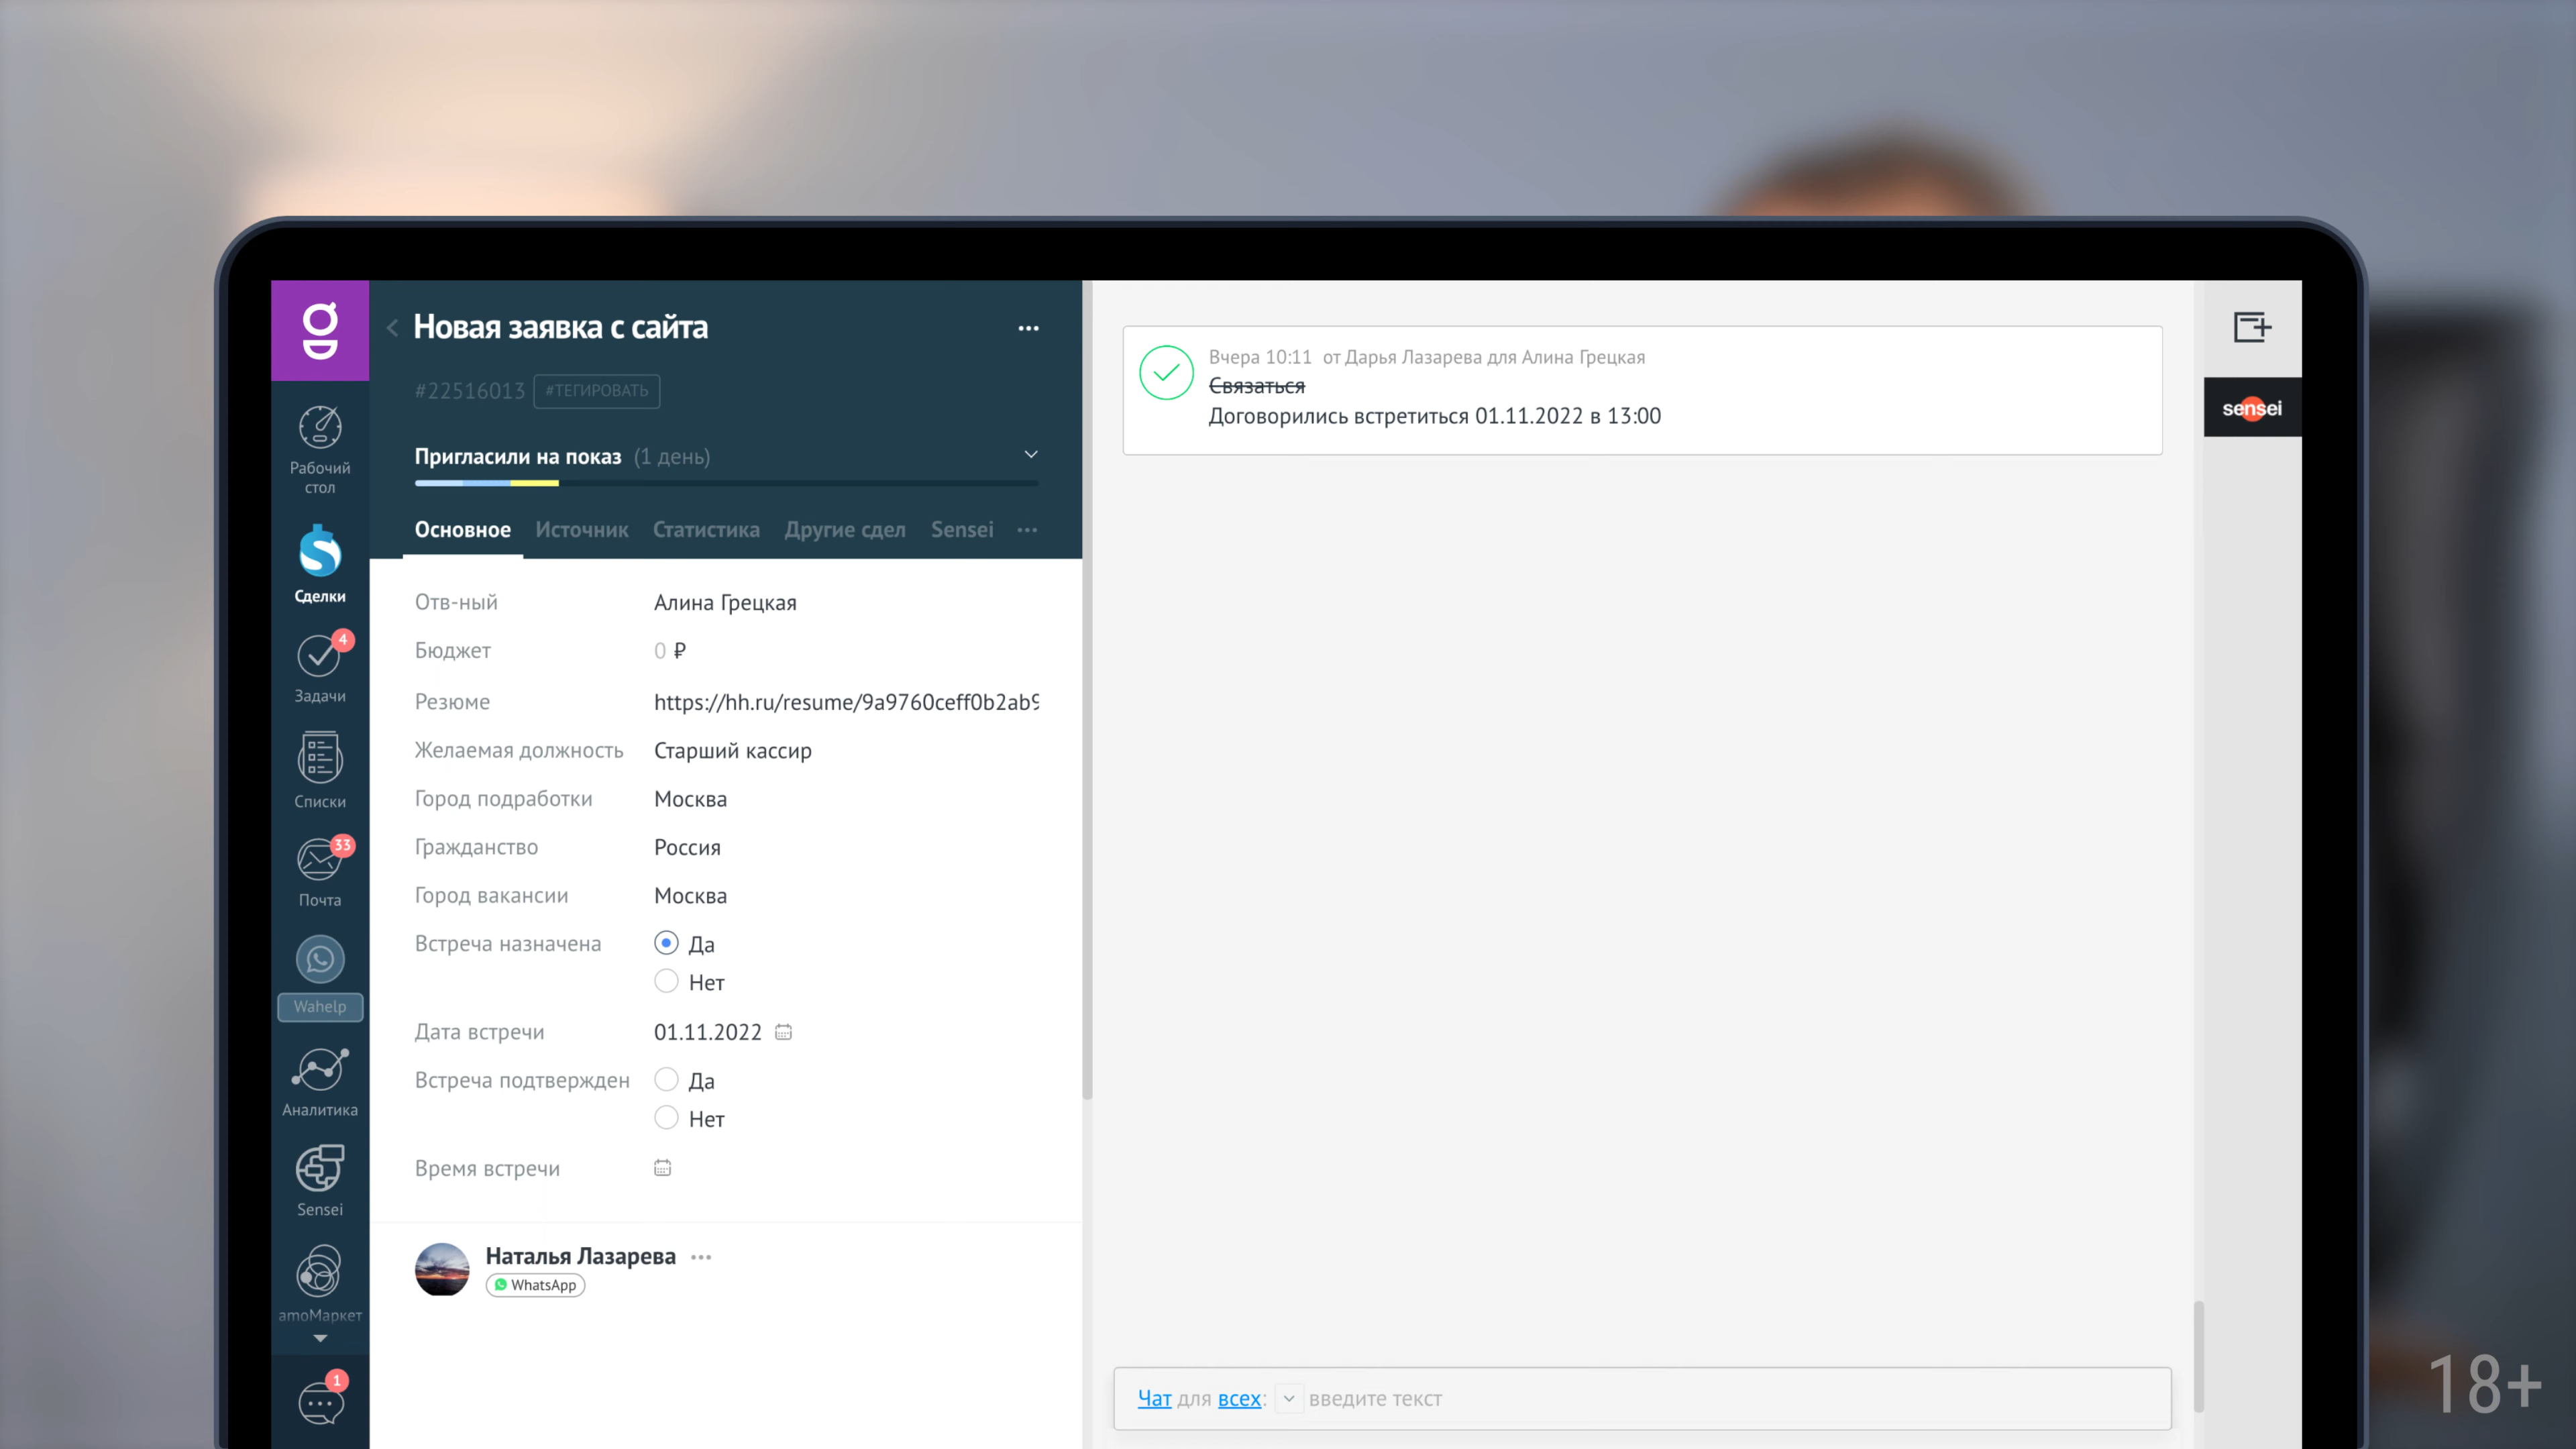 Новая заявка с сайта
...
#22516013 #ТЕГИРОВАТЬ
Пригласили на показ (1 день)
Основное Источник Статистика Другие сдел Sensei ...
Рабочий
стол
Сделки
4
Задачи
Списки
33
Почта
Wahelp
Аналитика
Sensei
amoМаркет
1
Отв-ный Алина Грецкая
Бюджет 0 ₽
Резюме https://hh.ru/resume/9a9760ceff0b2ab9
Желаемая должность Старший кассир
Город подработки Москва
Гражданство Россия
Город вакансии Москва
Встреча назначена Да
Нет
Дата встречи 01.11.2022
Встреча подтвержден Да
Нет
Время встречи
Наталья Лазарева ...
WhatsApp
Вчера 10:11 от Дарья Лазарева для Алина Грецкая
Связаться
Договорились встретиться 01.11.2022 в 13:00
Чат для всех: введите текст
sensei
18+